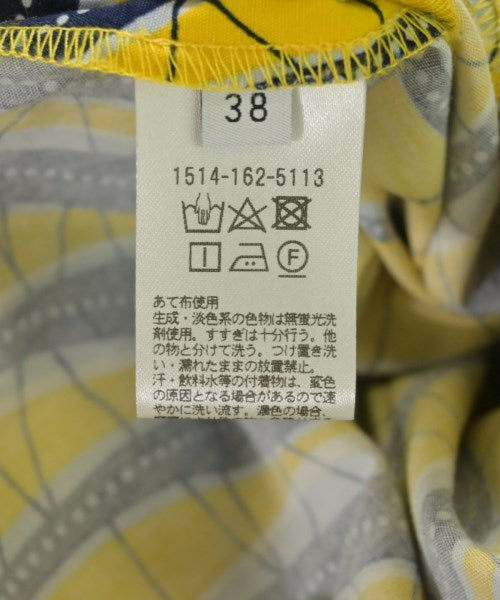 38
1514-162-5113
F
あて布使用
生成・淡色系の色物は無蛍光洗
剤使用。すすぎは十分行う。他
の物と分けて洗う。つけ置き洗
い・濡れたままの放置禁止。
汗・飲料水等の付着物は、変色
の原因となる場合があるので速
やかに洗い流す。濃色の場合、